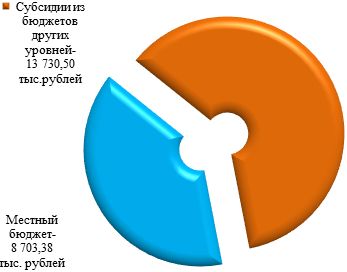 Субсидии из
бюджетов
других
уровней-
13 730,50
тыс.рублей
Местный
бюджет-
8 703,38
тыс. рублей